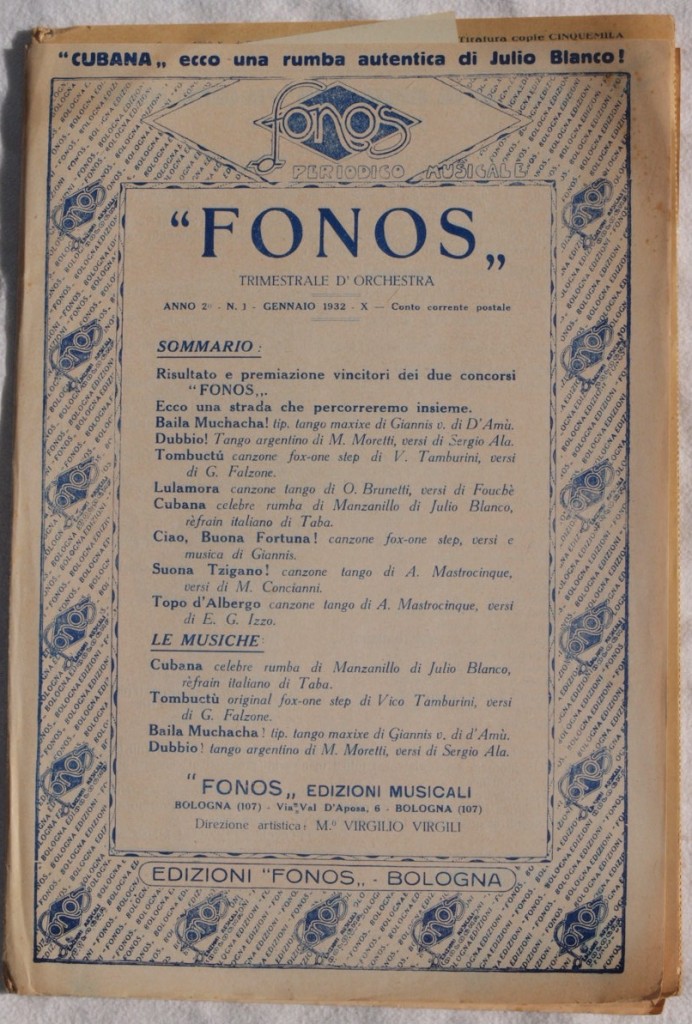 Tiratura copie CINQUEMILA
"CUBANA„ ecco una rumba autentica di Julio Blanco!
fonos
PERIODICO MUSICALE
"FONOS„
TRIMESTRALE D'ORCHESTRA
ANNO 2º - N. 1 - GENNAIO 1932 - X — Conto corrente postale
SOMMARIO :
Risultato e premiazione vincitori dei due concorsi
"FONOS„.
Ecco una strada che percorreremo insieme.
Baila Muchacha! tip. tango maxixe di Giannis v. di D'Amù.
Dubbio! Tango argentino di M. Moretti, versi di Sergio Ala.
Tombuctú canzone fox-one step di V. Tamburini, versi
di G. Falzone.
Lulamora canzone tango di O. Brunetti, versi di Fouchè
Cubana celebre rumba di Manzanillo di Julio Blanco,
rèfrain italiano di Taba.
Ciao, Buona Fortuna! canzone fox-one step, versi e
musica di Giannis.
Suona Tzigano! canzone tango di A. Mastrocinque,
versi di M. Concianni.
Topo d'Albergo canzone tango di A. Mastrocinque, versi
di E. G. Izzo.
LE MUSICHE:
Cubana celebre rumba di Manzanillo di Julio Blanco,
rèfrain italiano di Taba.
Tombuctù original fox-one step di Vico Tamburini, versi
di G. Falzone.
Baila Muchacha! tip. tango maxixe di Giannis v. di d'Amù.
Dubbio! tango argentino di M. Moretti, versi di Sergio Ala.
"FONOS„ EDIZIONI MUSICALI
BOLOGNA (107) - Via Val D'Aposa, 6 - BOLOGNA (107)
Direzione artistica: M.º VIRGILIO VIRGILI
EDIZIONI "FONOS„ - BOLOGNA